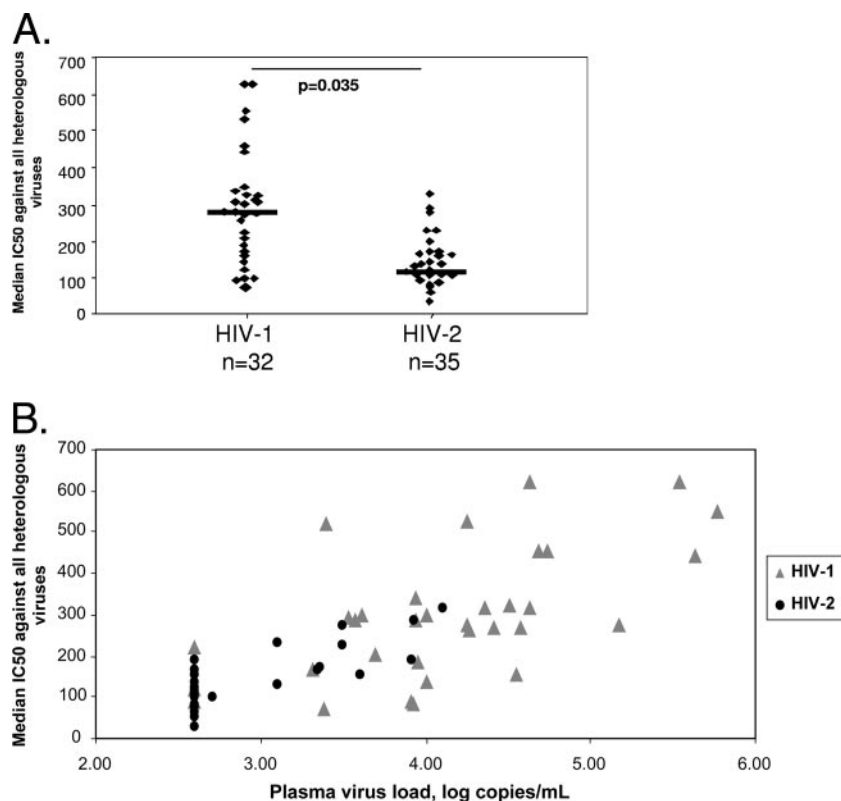 A.
Median IC50 against all heterologous
viruses
700
600
500
400
300
200
100
0
p=0.035
HIV-1
n=32
HIV-2
n=35
B.
Median IC50 against all heterologous
viruses
700
600
500
400
300
200
100
0
2.00 3.00 4.00 5.00 6.00
Plasma virus load, log copies/mL
HIV-1
HIV-2